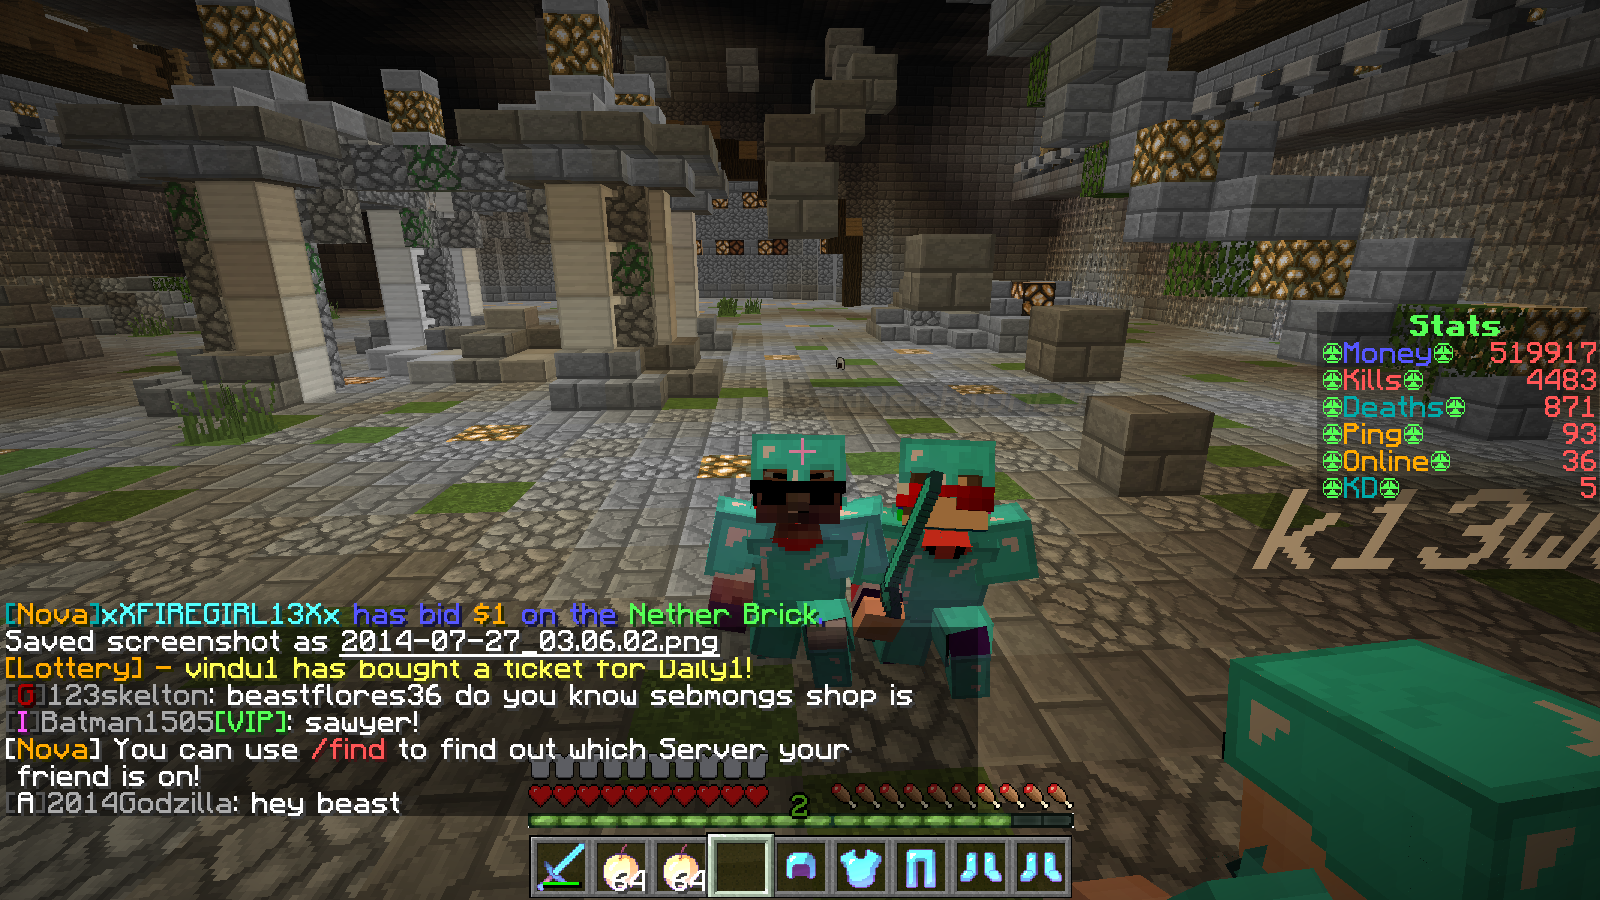 Stats
Money 519917
Kills 4483
Deaths 871
Ping 93
Online 36
KD 5
[Nova]xXFIREGIRL13Xx has bid $1 on the Nether Brick.
Saved screenshot as 2014-07-27_03.06.02.png
[Lottery] - vindu1 has bought a ticket for Daily1!
[G]123skelton: beastflores36 do you know sebmongs shop is
[I]Batman1505[VIP]: sawyer!
[Nova] You can use /find to find out which Server your
friend is on!
[A]2014Godzilla: hey beast
2
64 64